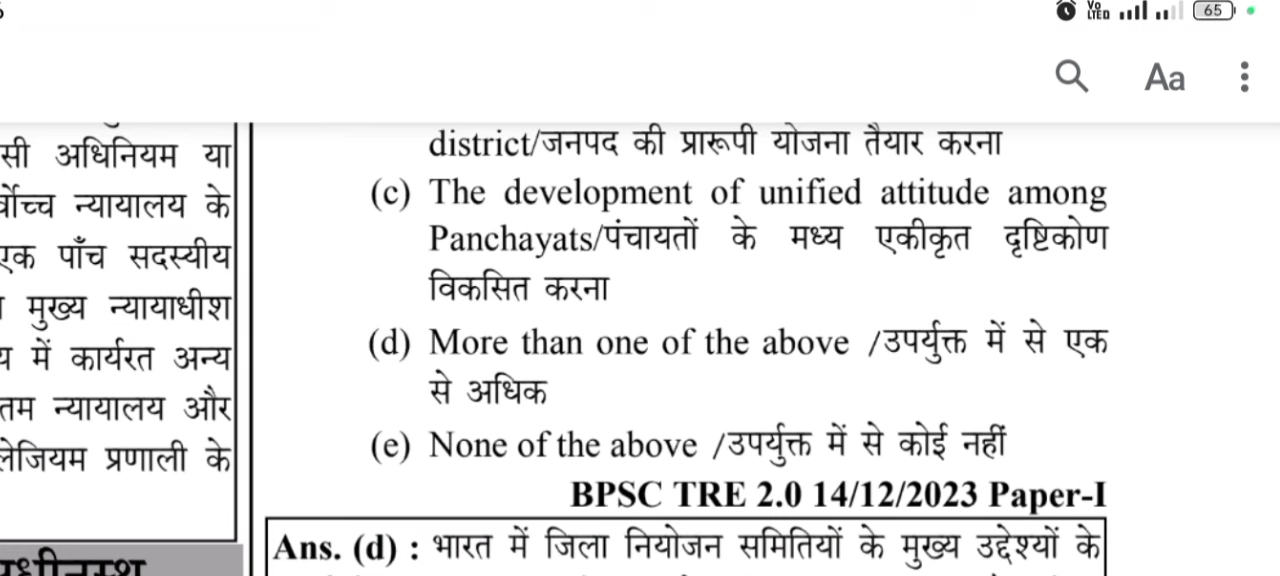 65
Aa
सी अधिनियम या
र्वोच्च न्यायालय के
एक पाँच सदस्यीय
मुख्य न्यायाधीश
य में कार्यरत अन्य
तम न्यायालय और
लेजियम प्रणाली के
district/जनपद की प्रारूपी योजना तैयार करना
(c) The development of unified attitude among
Panchayats/पंचायतों के मध्य एकीकृत दृष्टिकोण
विकसित करना
(d) More than one of the above /उपर्युक्त में से एक
से अधिक
(e) None of the above /उपर्युक्त में से कोई नहीं
BPSC TRE 2.0 14/12/2023 Paper-I
Ans. (d) : भारत में जिला नियोजन समितियों के मुख्य उद्देश्यों के